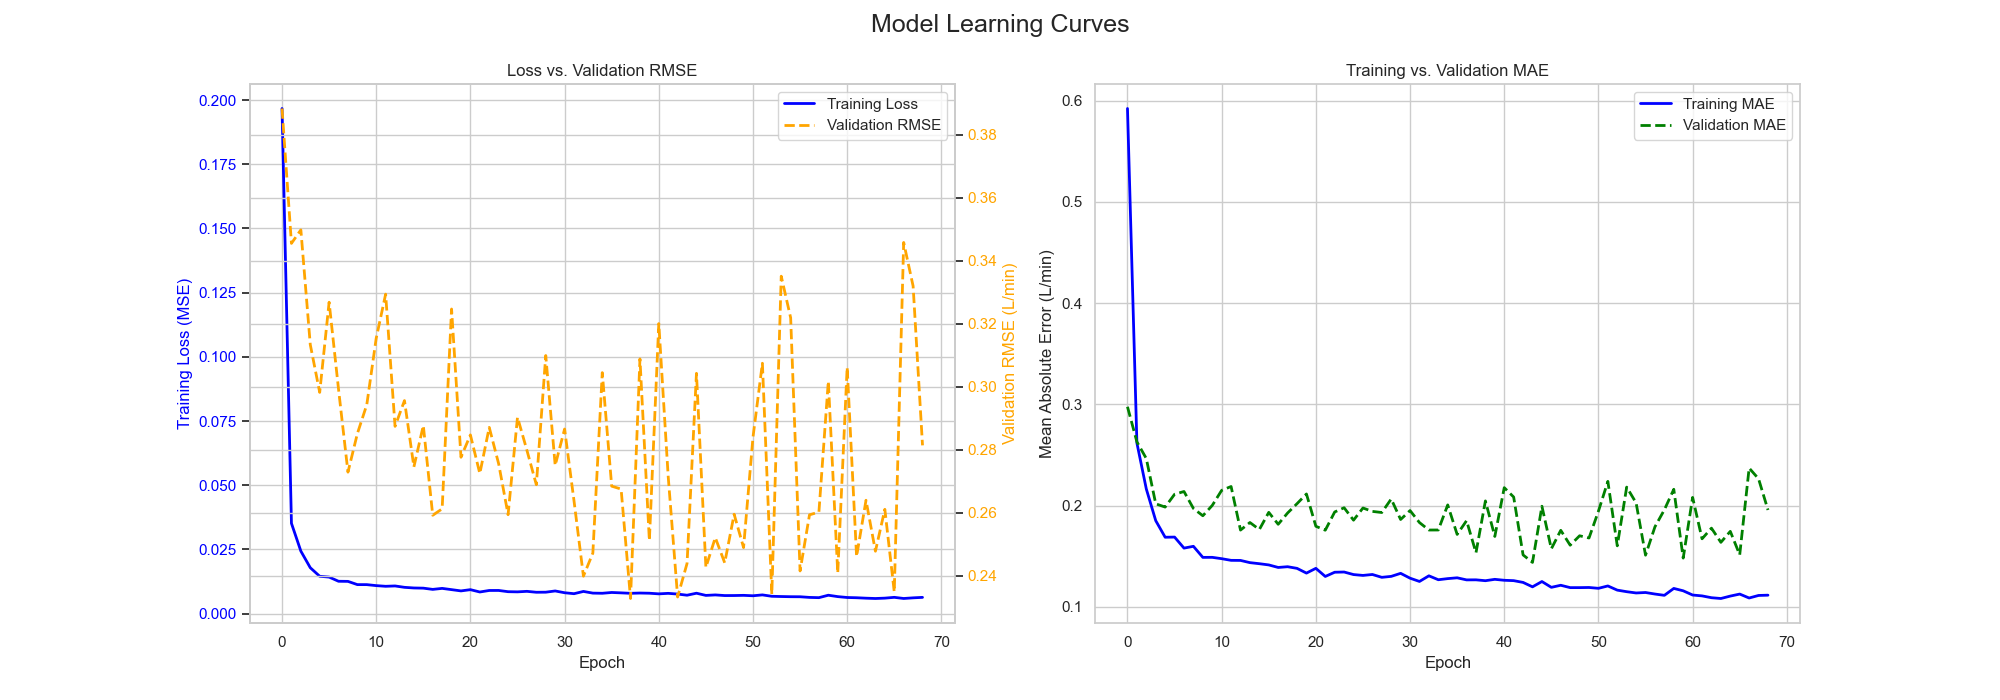 Model Learning Curves
Loss vs. Validation RMSE
Training Loss
Validation RMSE
0.200
0.175
0.150
0.125
0.100
0.075
0.050
0.025
0.000
Training Loss (MSE)
0.38
0.36
0.34
0.32
0.30
0.28
0.26
0.24
Validation RMSE (L/min)
0 10 20 30 40 50 60 70
Epoch
Training vs. Validation MAE
Training MAE
Validation MAE
0.6
0.5
0.4
0.3
0.2
0.1
Mean Absolute Error (L/min)
0 10 20 30 40 50 60 70
Epoch